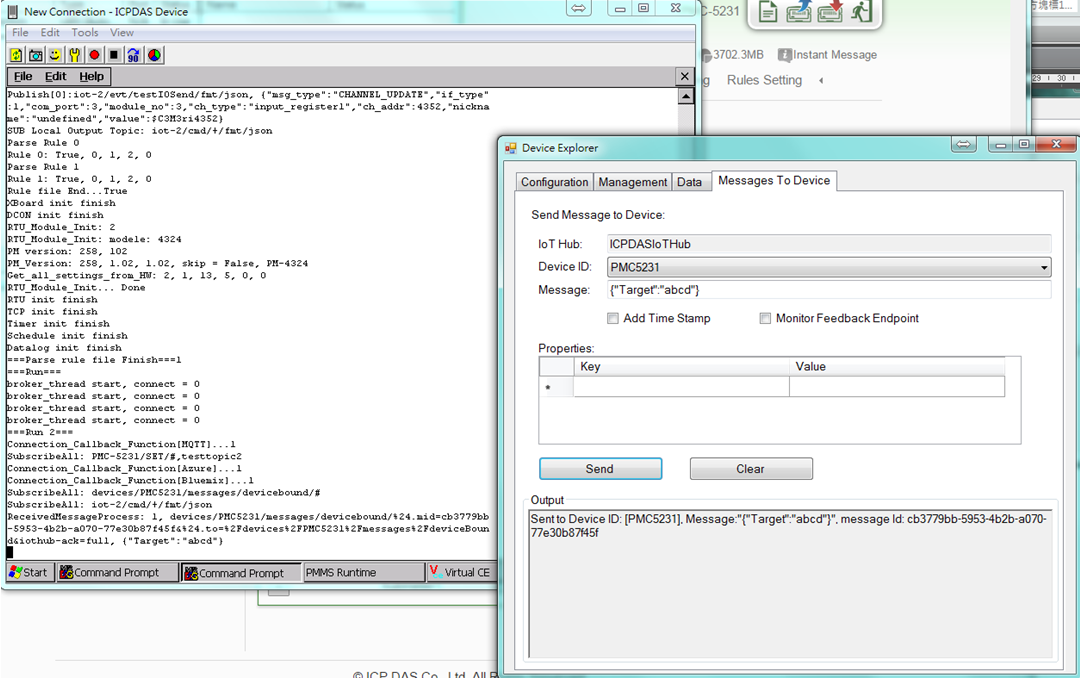 New Connection - ICPDAS Device
File Edit Tools View
File Edit Help
Publish[0]:iot-2/evt/testIOSend/fmt/json, {"msg_type":"CHANNEL_UPDATE","if_type"
:1,"com_port":3,"module_no":3,"ch_type":"input_register1","ch_addr":4352,"nickna
me":"undefined","value":$C3M3ri4352}
SUB Local Output Topic: iot-2/cmd/+/fmt/json
Parse Rule 0
Rule 0: True, 0, 1, 2, 0
Parse Rule 1
Rule 1: True, 0, 1, 2, 0
Rule file End...True
XBoard init finish
DCON init finish
RTU_Module_Init: 2
RTU_Module_Init: modele: 4324
PM version: 258, 102
PM_Version: 258, 1.02, 1.02, skip = False, PM-4324
Get_all_settings_from_HW: 2, 1, 13, 5, 0, 0
RTU_Module_Init... Done
RTU init finish
TCP init finish
Timer init finish
Schedule init finish
Datalog init finish
===Parse rule file Finish===1
===Run===
broker_thread start, connect = 0
broker_thread start, connect = 0
broker_thread start, connect = 0
broker_thread start, connect = 0
===Run 2===
Connection_Callback_Function[MQTT]...1
SubscribeAll: PMC-5231/SET/#,testtopic2
Connection_Callback_Function[Azure]...1
Connection_Callback_Function[Bluemix]...1
SubscribeAll: devices/PMC5231/messages/devicebound/#
SubscribeAll: iot-2/cmd/+/fmt/json
ReceivedMessageProcess: 1, devices/PMC5231/messages/devicebound/%24.mid=cb3779bb
-5953-4b2b-a070-77e30b87f45f&%24.to=%2Fdevices%2FPMC5231%2Fmessages%2FdeviceBoun
d&iothub-ack=full, {"Target":"abcd"}
Start Command Prompt Command Prompt PMMS Runtime Virtual CE
C-5231
3702.3MB Instant Message
g Rules Setting
29 30
Device Explorer
Configuration Management Data Messages To Device
Send Message to Device:
IoT Hub: ICPDASIoTHub
Device ID: PMC5231
Message: {"Target":"abcd"}
Add Time Stamp Monitor Feedback Endpoint
Properties:
Key Value
*
Send Clear
Output
Sent to Device ID: [PMC5231], Message:"{"Target":"abcd"}", message Id: cb3779bb-5953-4b2b-a070-
77e30b87f45f
© ICP DAS Co., Ltd. All